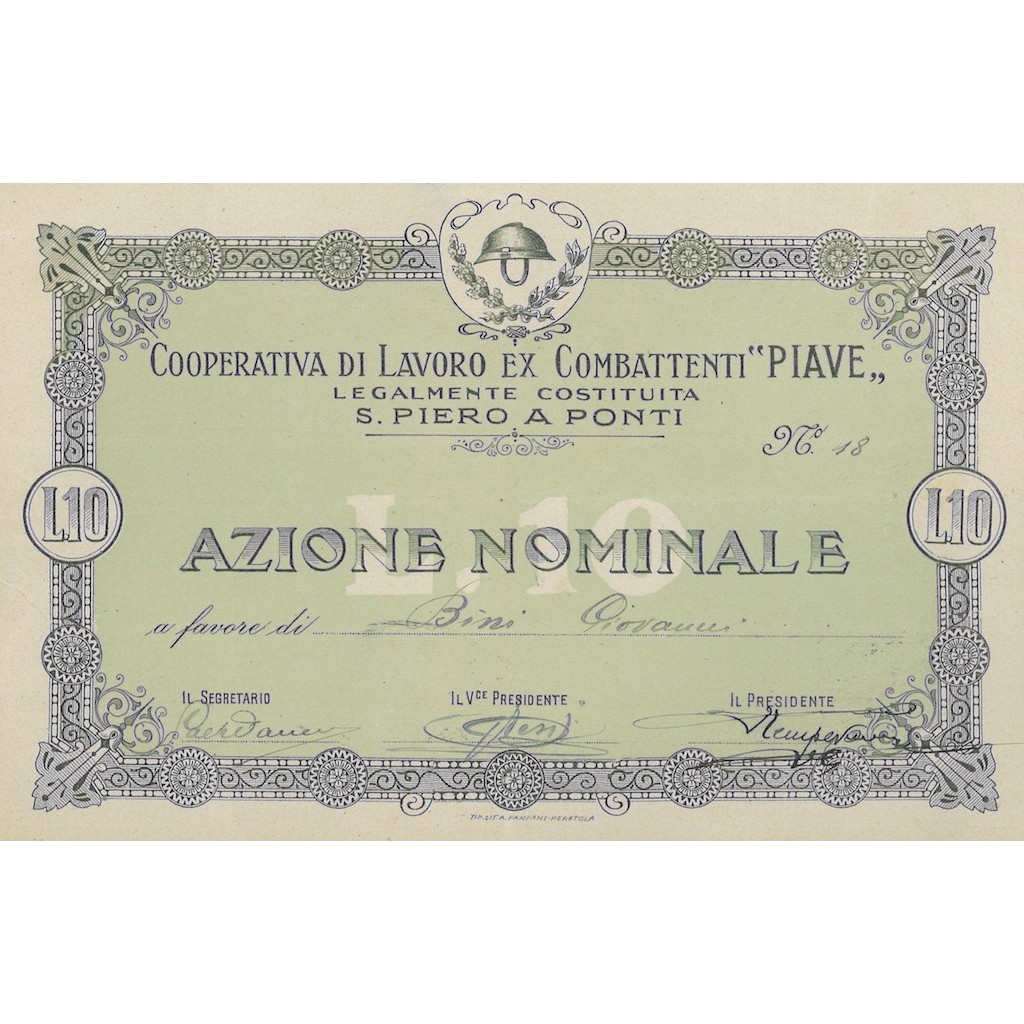 COOPERATIVA DI LAVORO EX COMBATTENTI "PIAVE„
LEGALMENTE COSTITUITA
S. PIERO A PONTI
N.º 18
L.10
L.10
L.10
AZIONE NOMINALE
a favore di Bini Giovanni
IL SEGRETARIO
IL Vce PRESIDENTE
IL PRESIDENTE
TIP. LIT. A. FANFANI-PERETOLA